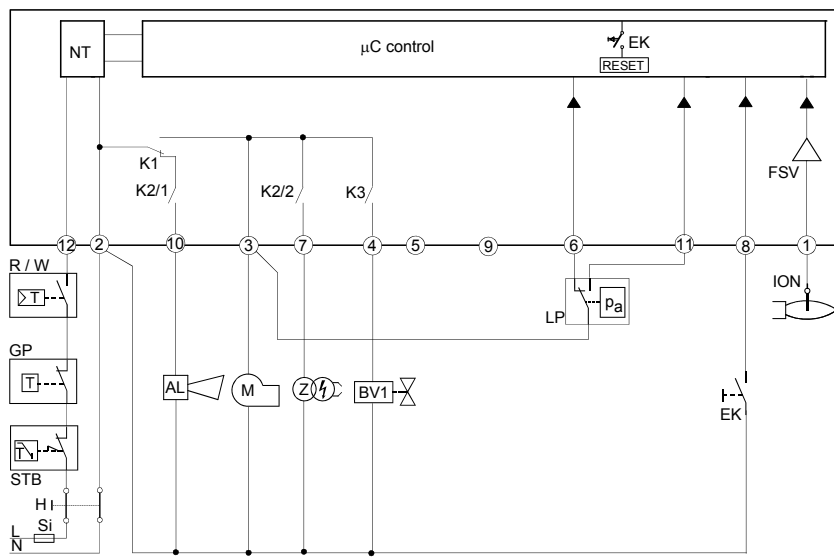 NT
μC control
EK
RESET
K1
K2/1
K2/2
K3
FSV
12
2
10
3
7
4
5
9
6
11
8
1
R / W
T
GP
T
STB
T
H
Si
L
N
AL
M
Z
BV1
LP
pa
ION
EK